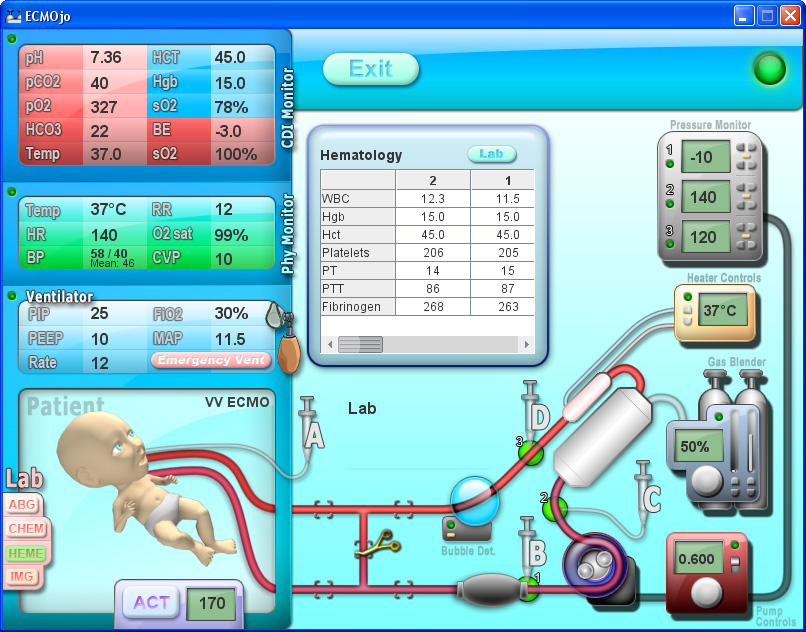 ECMOjo
pH 7.36 HCT 45.0
pCO2 40 Hgb 15.0
pO2 327 sO2 78%
HCO3 22 BE -3.0
Temp 37.0 sO2 100%
CDI Monitor
Exit
Temp 37°C RR 12
HR 140 O2 sat 99%
BP 58 / 40 Mean: 46 CVP 10
Phy Monitor
Ventilator
PIP 25 FiO2 30%
PEEP 10 MAP 11.5
Rate 12 Emergency Vent
Hematology Lab
2 1
WBC 12.3 11.5
Hgb 15.0 15.0
Hct 45.0 45.0
Platelets 206 205
PT 14 15
PTT 86 87
Fibrinogen 268 263
Pressure Monitor
1 -10
2 140
3 120
Heater Controls
37°C
Gas Blender
50%
Patient
VV ECMO
Lab
A
D
3
C
2
B
1
Bubble Det.
Lab
ABG
CHEM
HEME
IMG
ACT 170
0.600
Pump
Controls